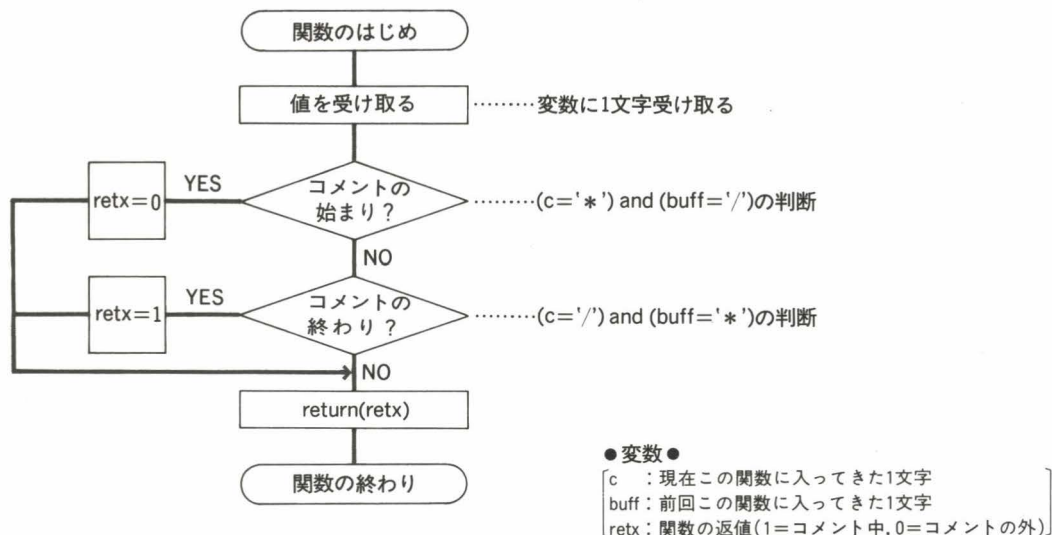 関数のはじめ
値を受け取る ………変数に1文字受け取る
コメントの
始まり？
YES
retx=0
………(c='*') and (buff='/')の判断
NO
コメントの
終わり？
YES
retx=1
………(c='/') and (buff='*')の判断
NO
return(retx)
関数の終わり
●変数●
c ：現在この関数に入ってきた1文字
buff：前回この関数に入ってきた1文字
retx：関数の返値(1=コメント中,0=コメントの外)